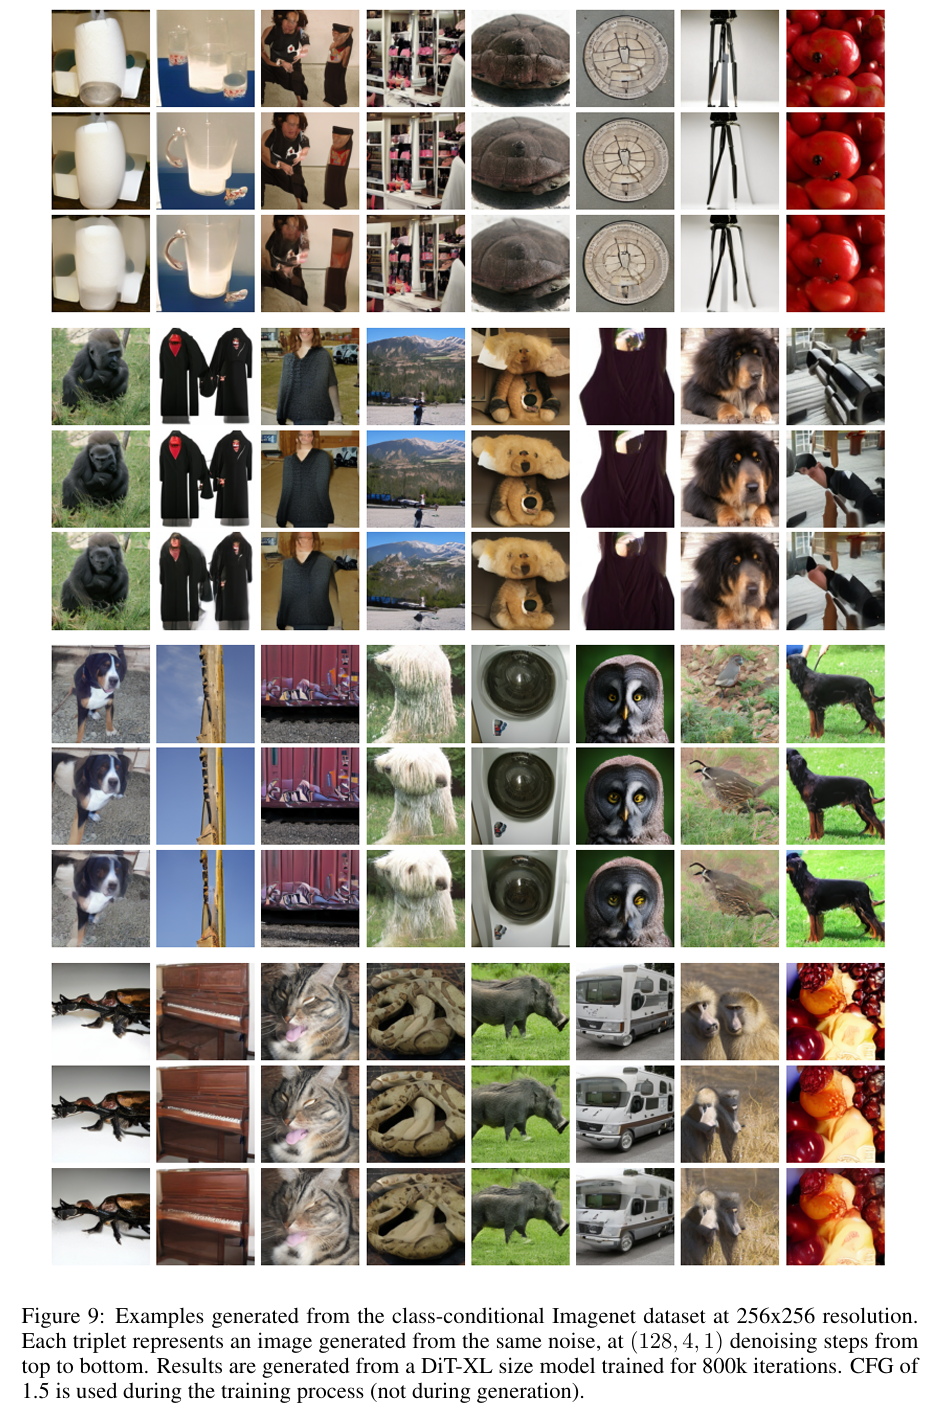 Figure 9: Examples generated from the class-conditional Imagenet dataset at 256x256 resolution.
Each triplet represents an image generated from the same noise, at (128, 4, 1) denoising steps from
top to bottom. Results are generated from a DiT-XL size model trained for 800k iterations. CFG of
1.5 is used during the training process (not during generation).